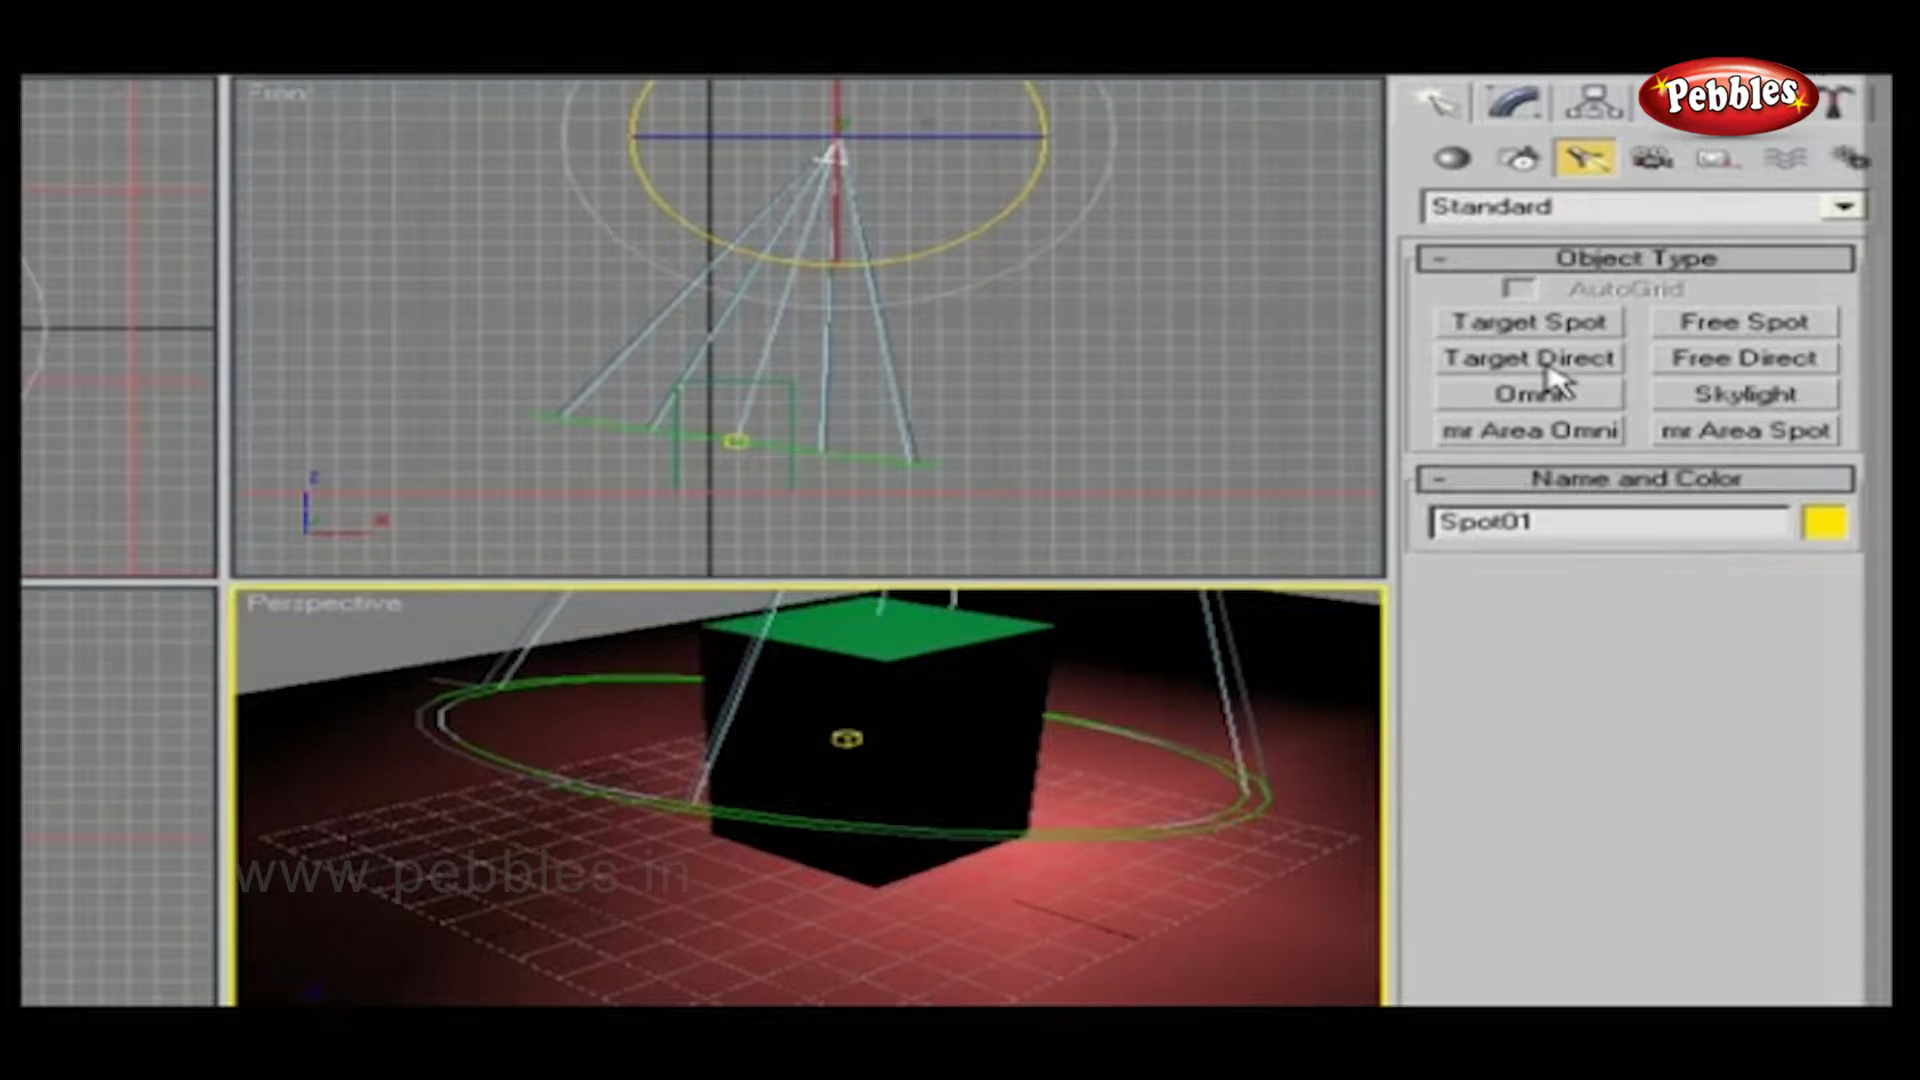 Pebbles
Front
Standard
Object Type
AutoGrid
Target Spot
Free Spot
Target Direct
Free Direct
Omni
Skylight
mr Area Omni
mr Area Spot
Name and Color
Spot01
z
x
Perspective
www.pebbles.in